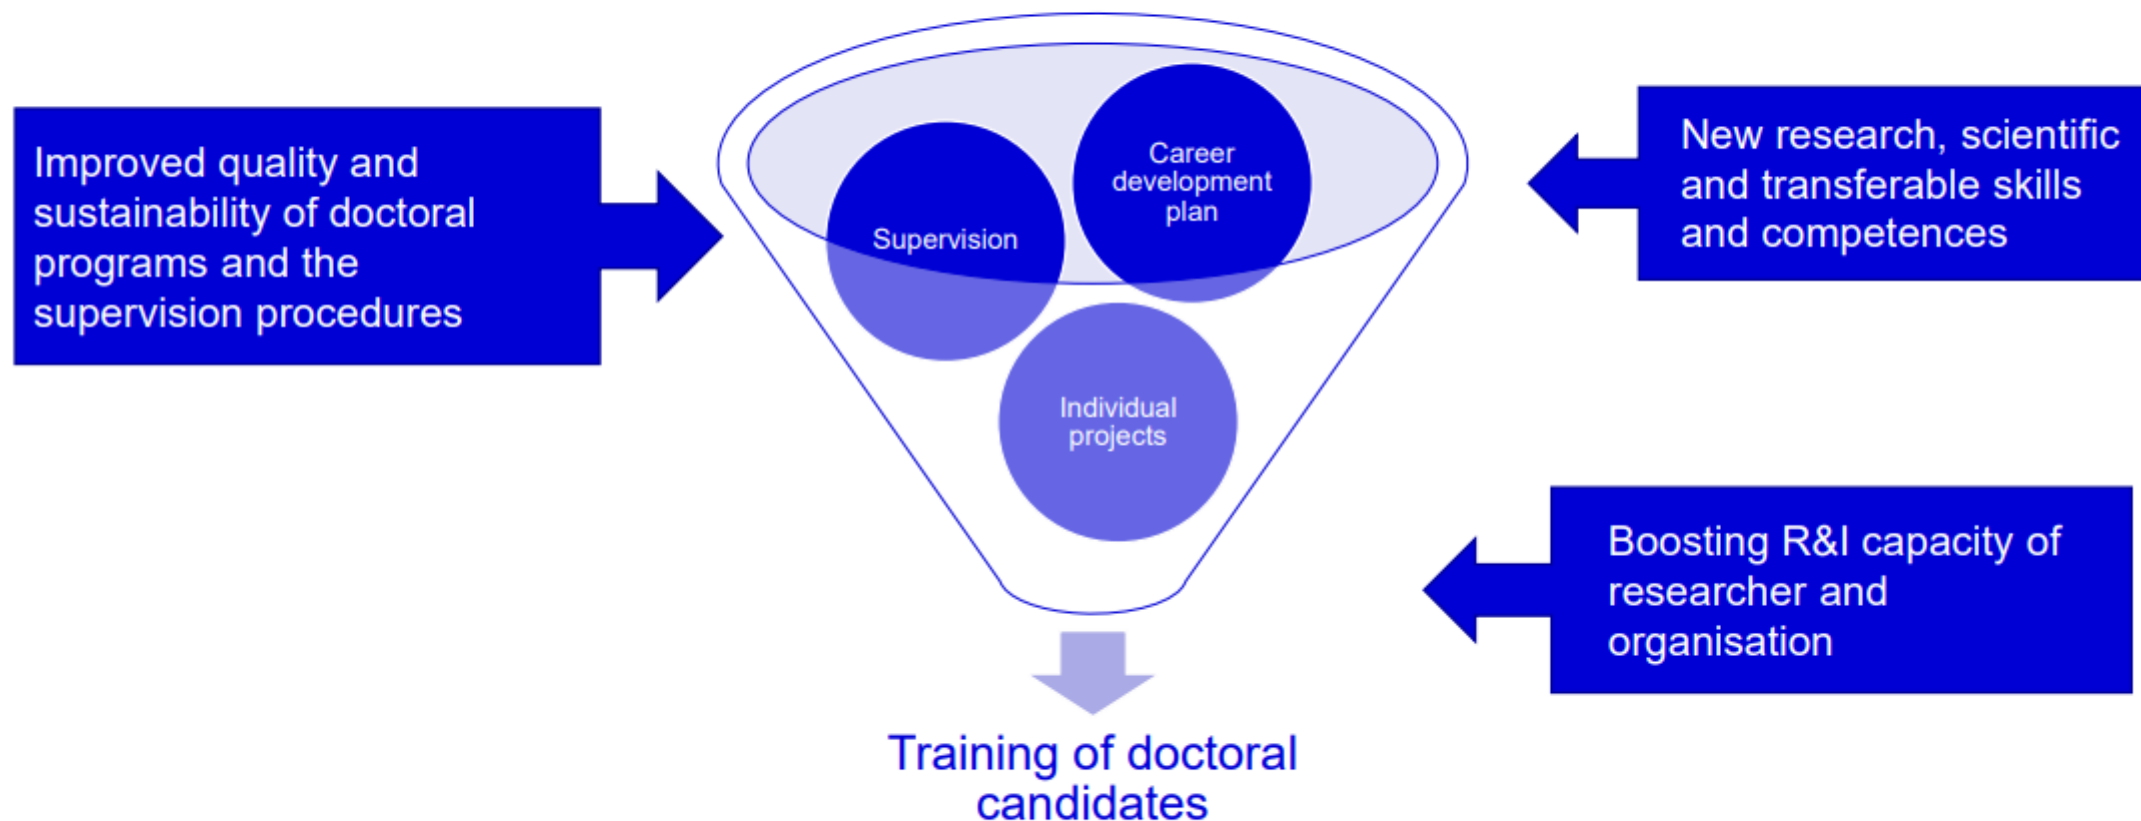 Improved quality and
sustainability of doctoral
programs and the
supervision procedures
Supervision
Career
development
plan
Individual
projects
New research, scientific
and transferable skills
and competences
Boosting R&I capacity of
researcher and
organisation
Training of doctoral
candidates